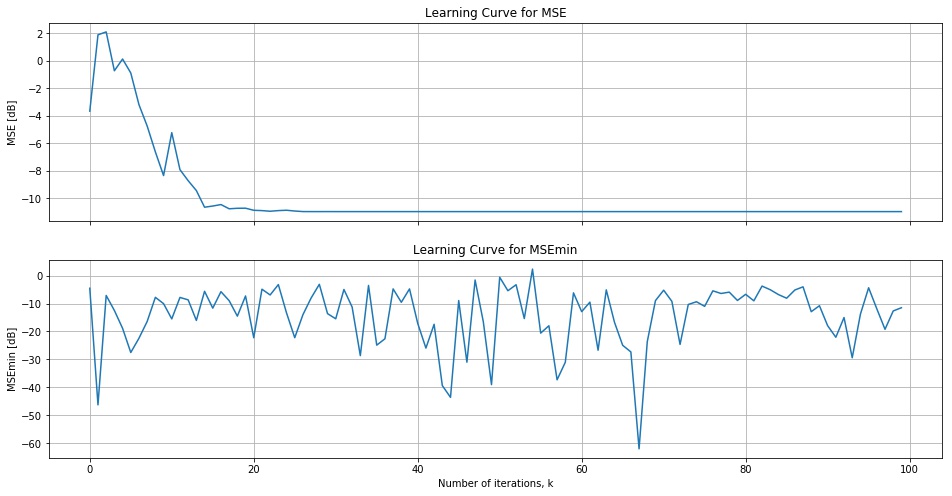 Learning Curve for MSE
MSE [dB]
2
0
−2
−4
−6
−8
−10
Learning Curve for MSEmin
MSEmin [dB]
0
−10
−20
−30
−40
−50
−60
0 20 40 60 80 100
Number of iterations, k